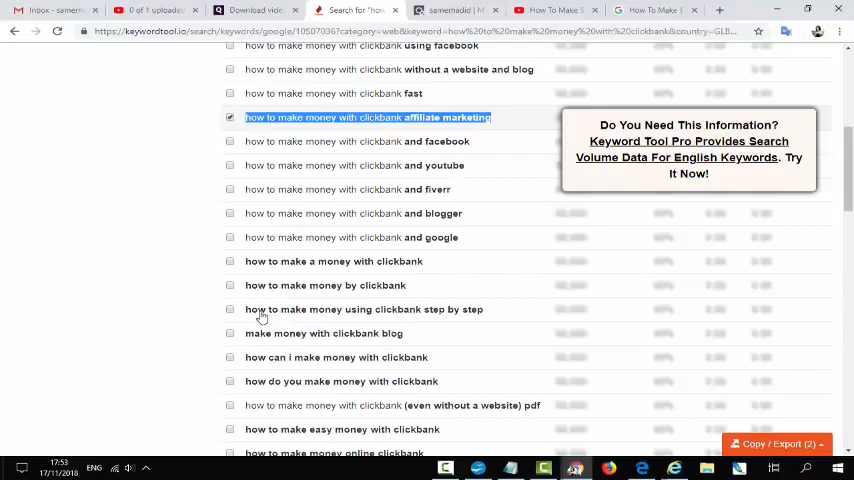 Inbox - sameme
0 of 1 uploaded
Download video
Search for "how
samernadid | M
How To Make S
How To Make S
https://keywordtool.io/search/keywords/google/10507036?category=web&keyword=how%20to%20make%20money%20with%20clickbank&country=GLB...
how to make money with clickbank using facebook
how to make money with clickbank without a website and blog
how to make money with clickbank fast
how to make money with clickbank affiliate marketing
how to make money with clickbank and facebook
how to make money with clickbank and youtube
how to make money with clickbank and fiverr
how to make money with clickbank and blogger
how to make money with clickbank and google
how to make a money with clickbank
how to make money by clickbank
how to make money using clickbank step by step
make money with clickbank blog
how can i make money with clickbank
how do you make money with clickbank
how to make money with clickbank (even without a website) pdf
how to make easy money with clickbank
how to make money online clickbank
Do You Need This Information?
Keyword Tool Pro Provides Search
Volume Data For English Keywords. Try
It Now!
Copy / Export (2)
ENG
17:53
17/11/2018